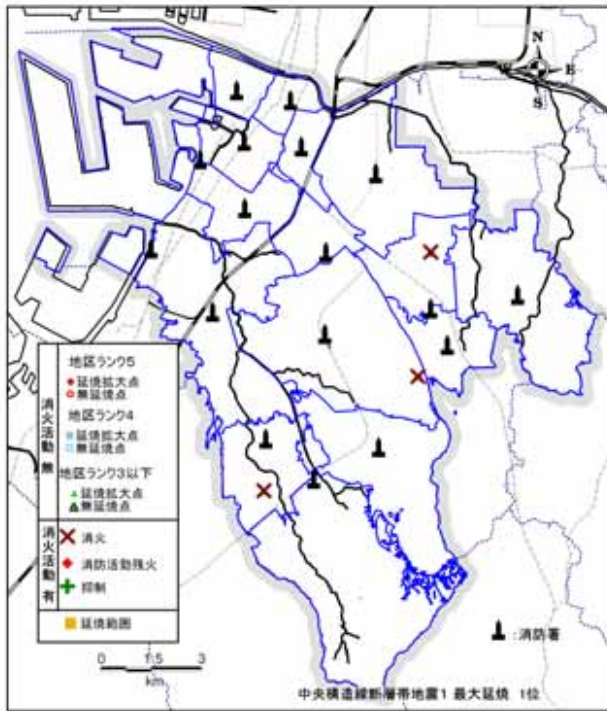 N
W E
S
地区ランク5
延焼拡大点
無延焼点
消火活動 無
地区ランク4
延焼拡大点
無延焼点
地区ランク3以下
延焼拡大点
無延焼点
消火活動 有
消火
消防活動残火
抑制
延焼範囲
0 1.5 3
km
:消防署
中央構造線断層帯地震1 最大延焼 1位